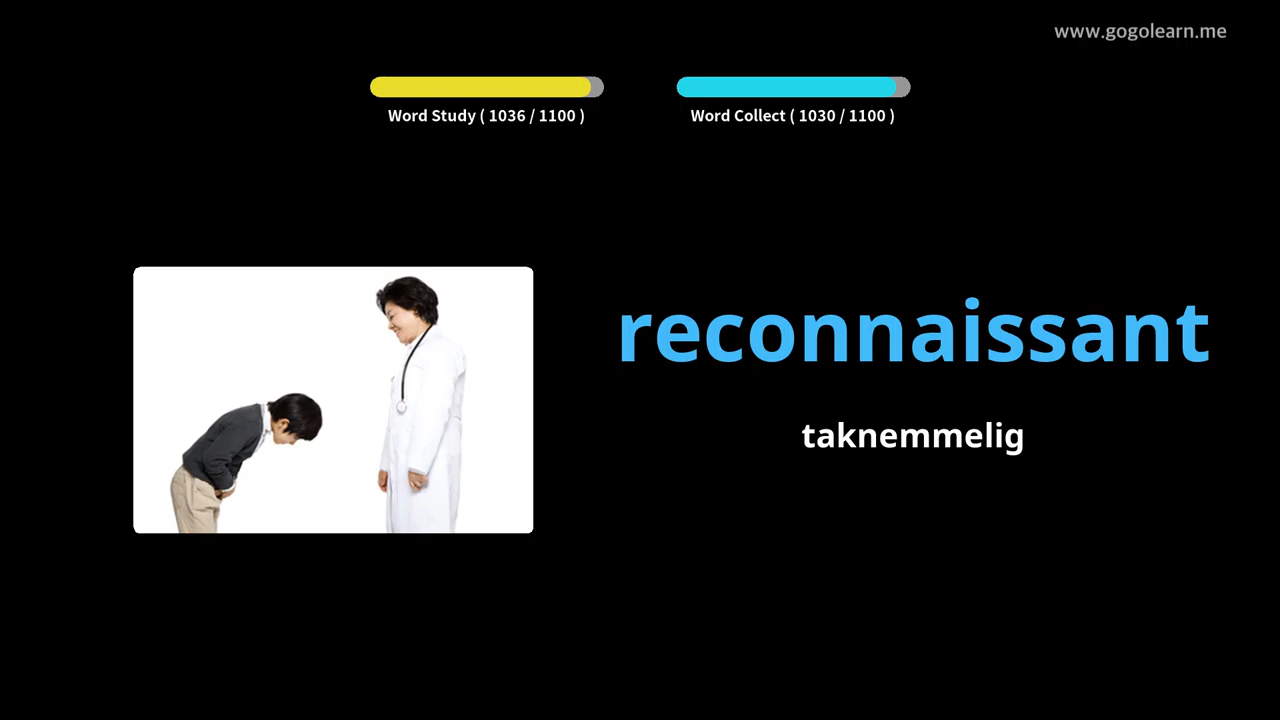 www.gogolearn.me
Word Study ( 1036 / 1100 )
Word Collect ( 1030 / 1100 )
reconnaissant
taknemmelig